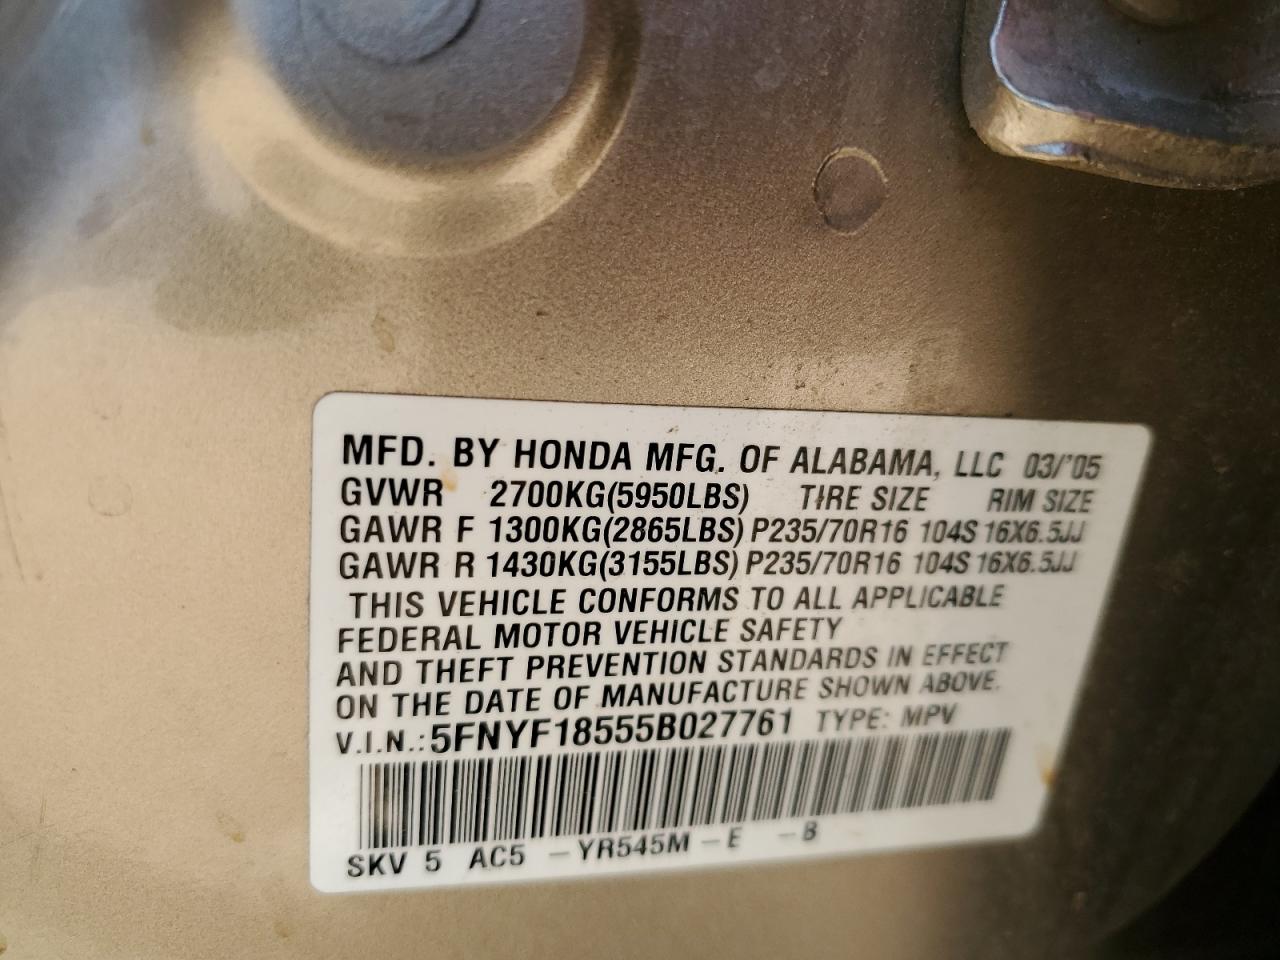 MFD. BY HONDA MFG. OF ALABAMA, LLC 03/'05
GVWR 2700KG(5950LBS) TIRE SIZE RIM SIZE
GAWR F 1300KG(2865LBS) P235/70R16 104S 16X6.5JJ
GAWR R 1430KG(3155LBS) P235/70R16 104S 16X6.5JJ
THIS VEHICLE CONFORMS TO ALL APPLICABLE
FEDERAL MOTOR VEHICLE SAFETY
AND THEFT PREVENTION STANDARDS IN EFFECT
ON THE DATE OF MANUFACTURE SHOWN ABOVE.
V.I.N.: 5FNYF18555B027761 TYPE: MPV
SKV 5 AC5 - YR545M - E - B